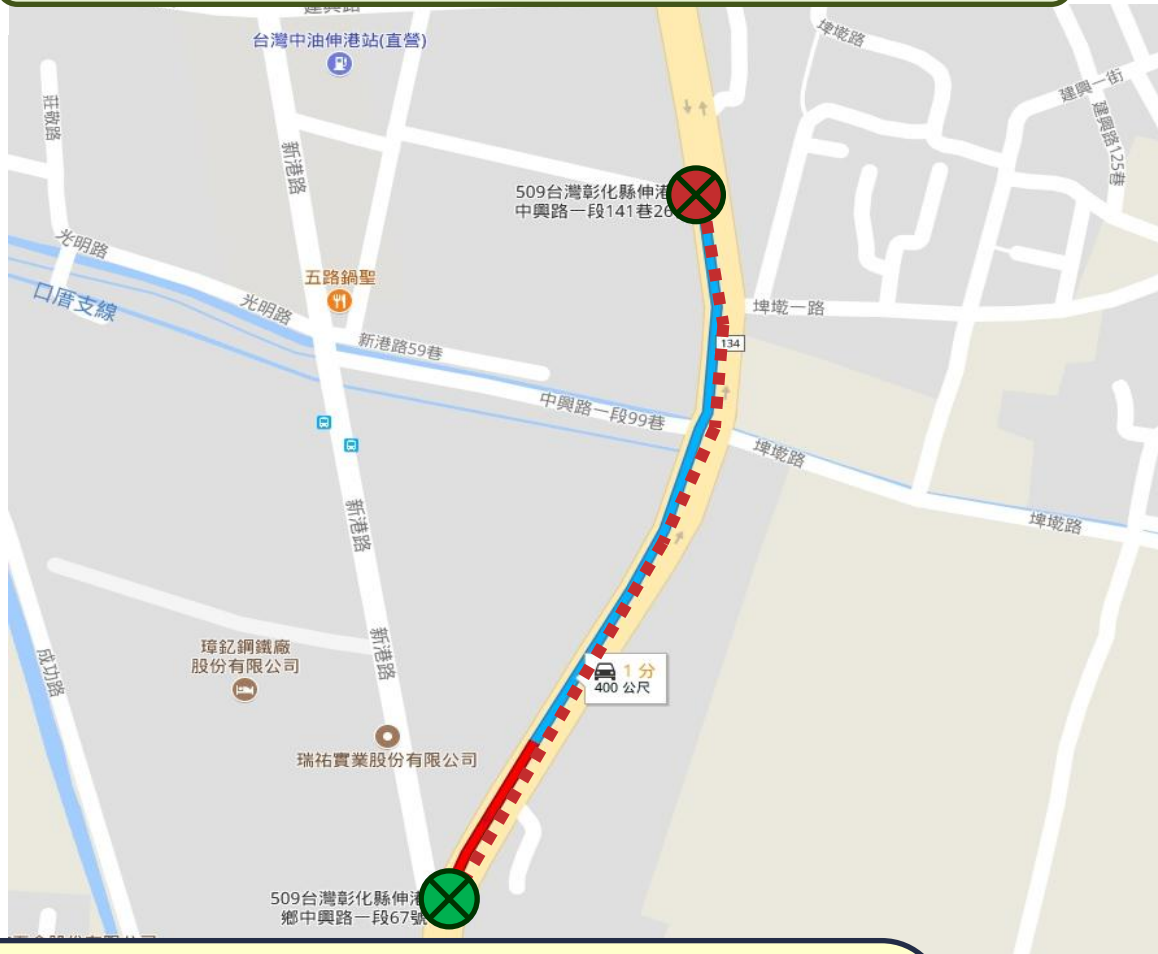 台灣中油伸港站(直營)
埤墘路
建興一街
建興路125巷
莊敬路
新港路
509台灣彰化縣伸港
中興路一段141巷26
光明路
口厝支線
五路鍋聖
光明路
埤墘一路
新港路59巷
134
中興路一段99巷
埤墘路
新港路
埤墘路
璋釔鋼鐵廠
股份有限公司
新港路
成功路
1 分
400 公尺
瑞祐實業股份有限公司
509台灣彰化縣伸港
鄉中興路一段67號